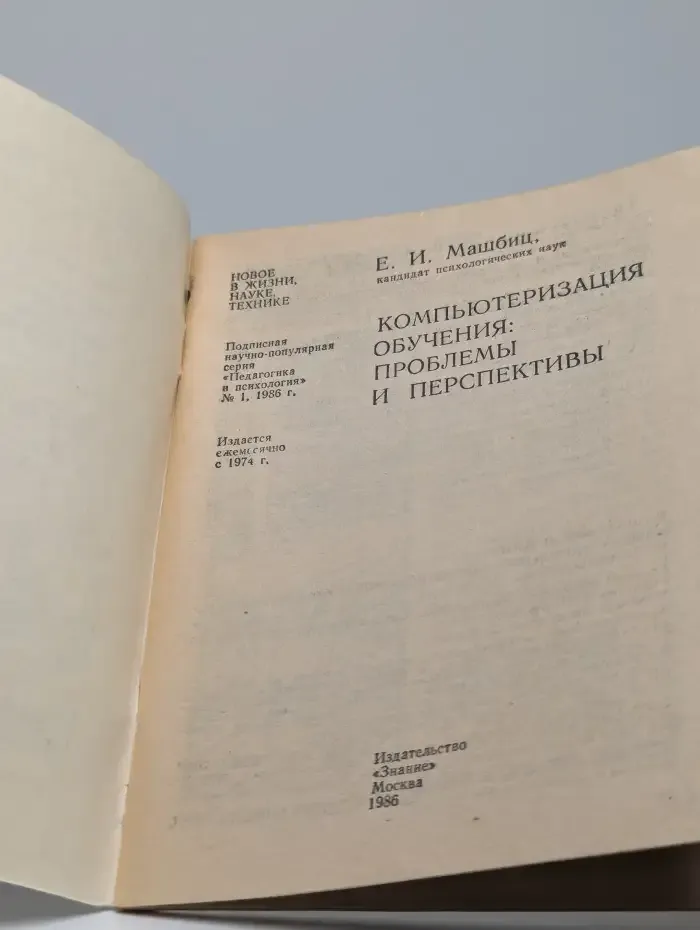 НОВОЕ
В ЖИЗНИ,
НАУКЕ,
ТЕХНИКЕ
Подписная
научно-популярная
серия
«Педагогика
и психология»
№ 1, 1986 г.
Издается
ежемесячно
с 1974 г.
Е. И. Машбиц,
кандидат психологических наук
КОМПЬЮТЕРИЗАЦИЯ
ОБУЧЕНИЯ:
ПРОБЛЕМЫ
И ПЕРСПЕКТИВЫ
Издательство
«Знание»
Москва
1986